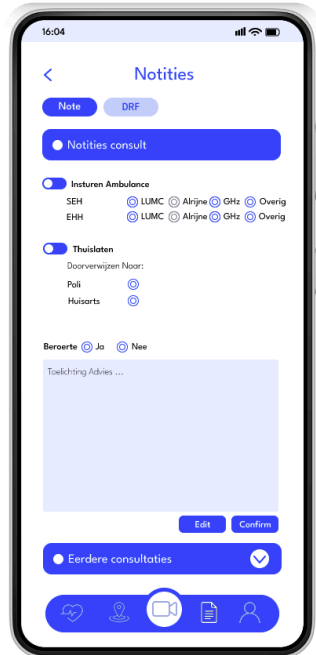 16:04
Notities
Note DRF
Notities consult
Insturen Ambulance
SEH LUMC Alrijne GHz Overig
EHH LUMC Alrijne GHz Overig
Thuislaten
Doorverwijzen Naar:
Poli
Huisarts
Beroerte Ja Nee
Toelichting Advies ...
Edit Confirm
Eerdere consultaties